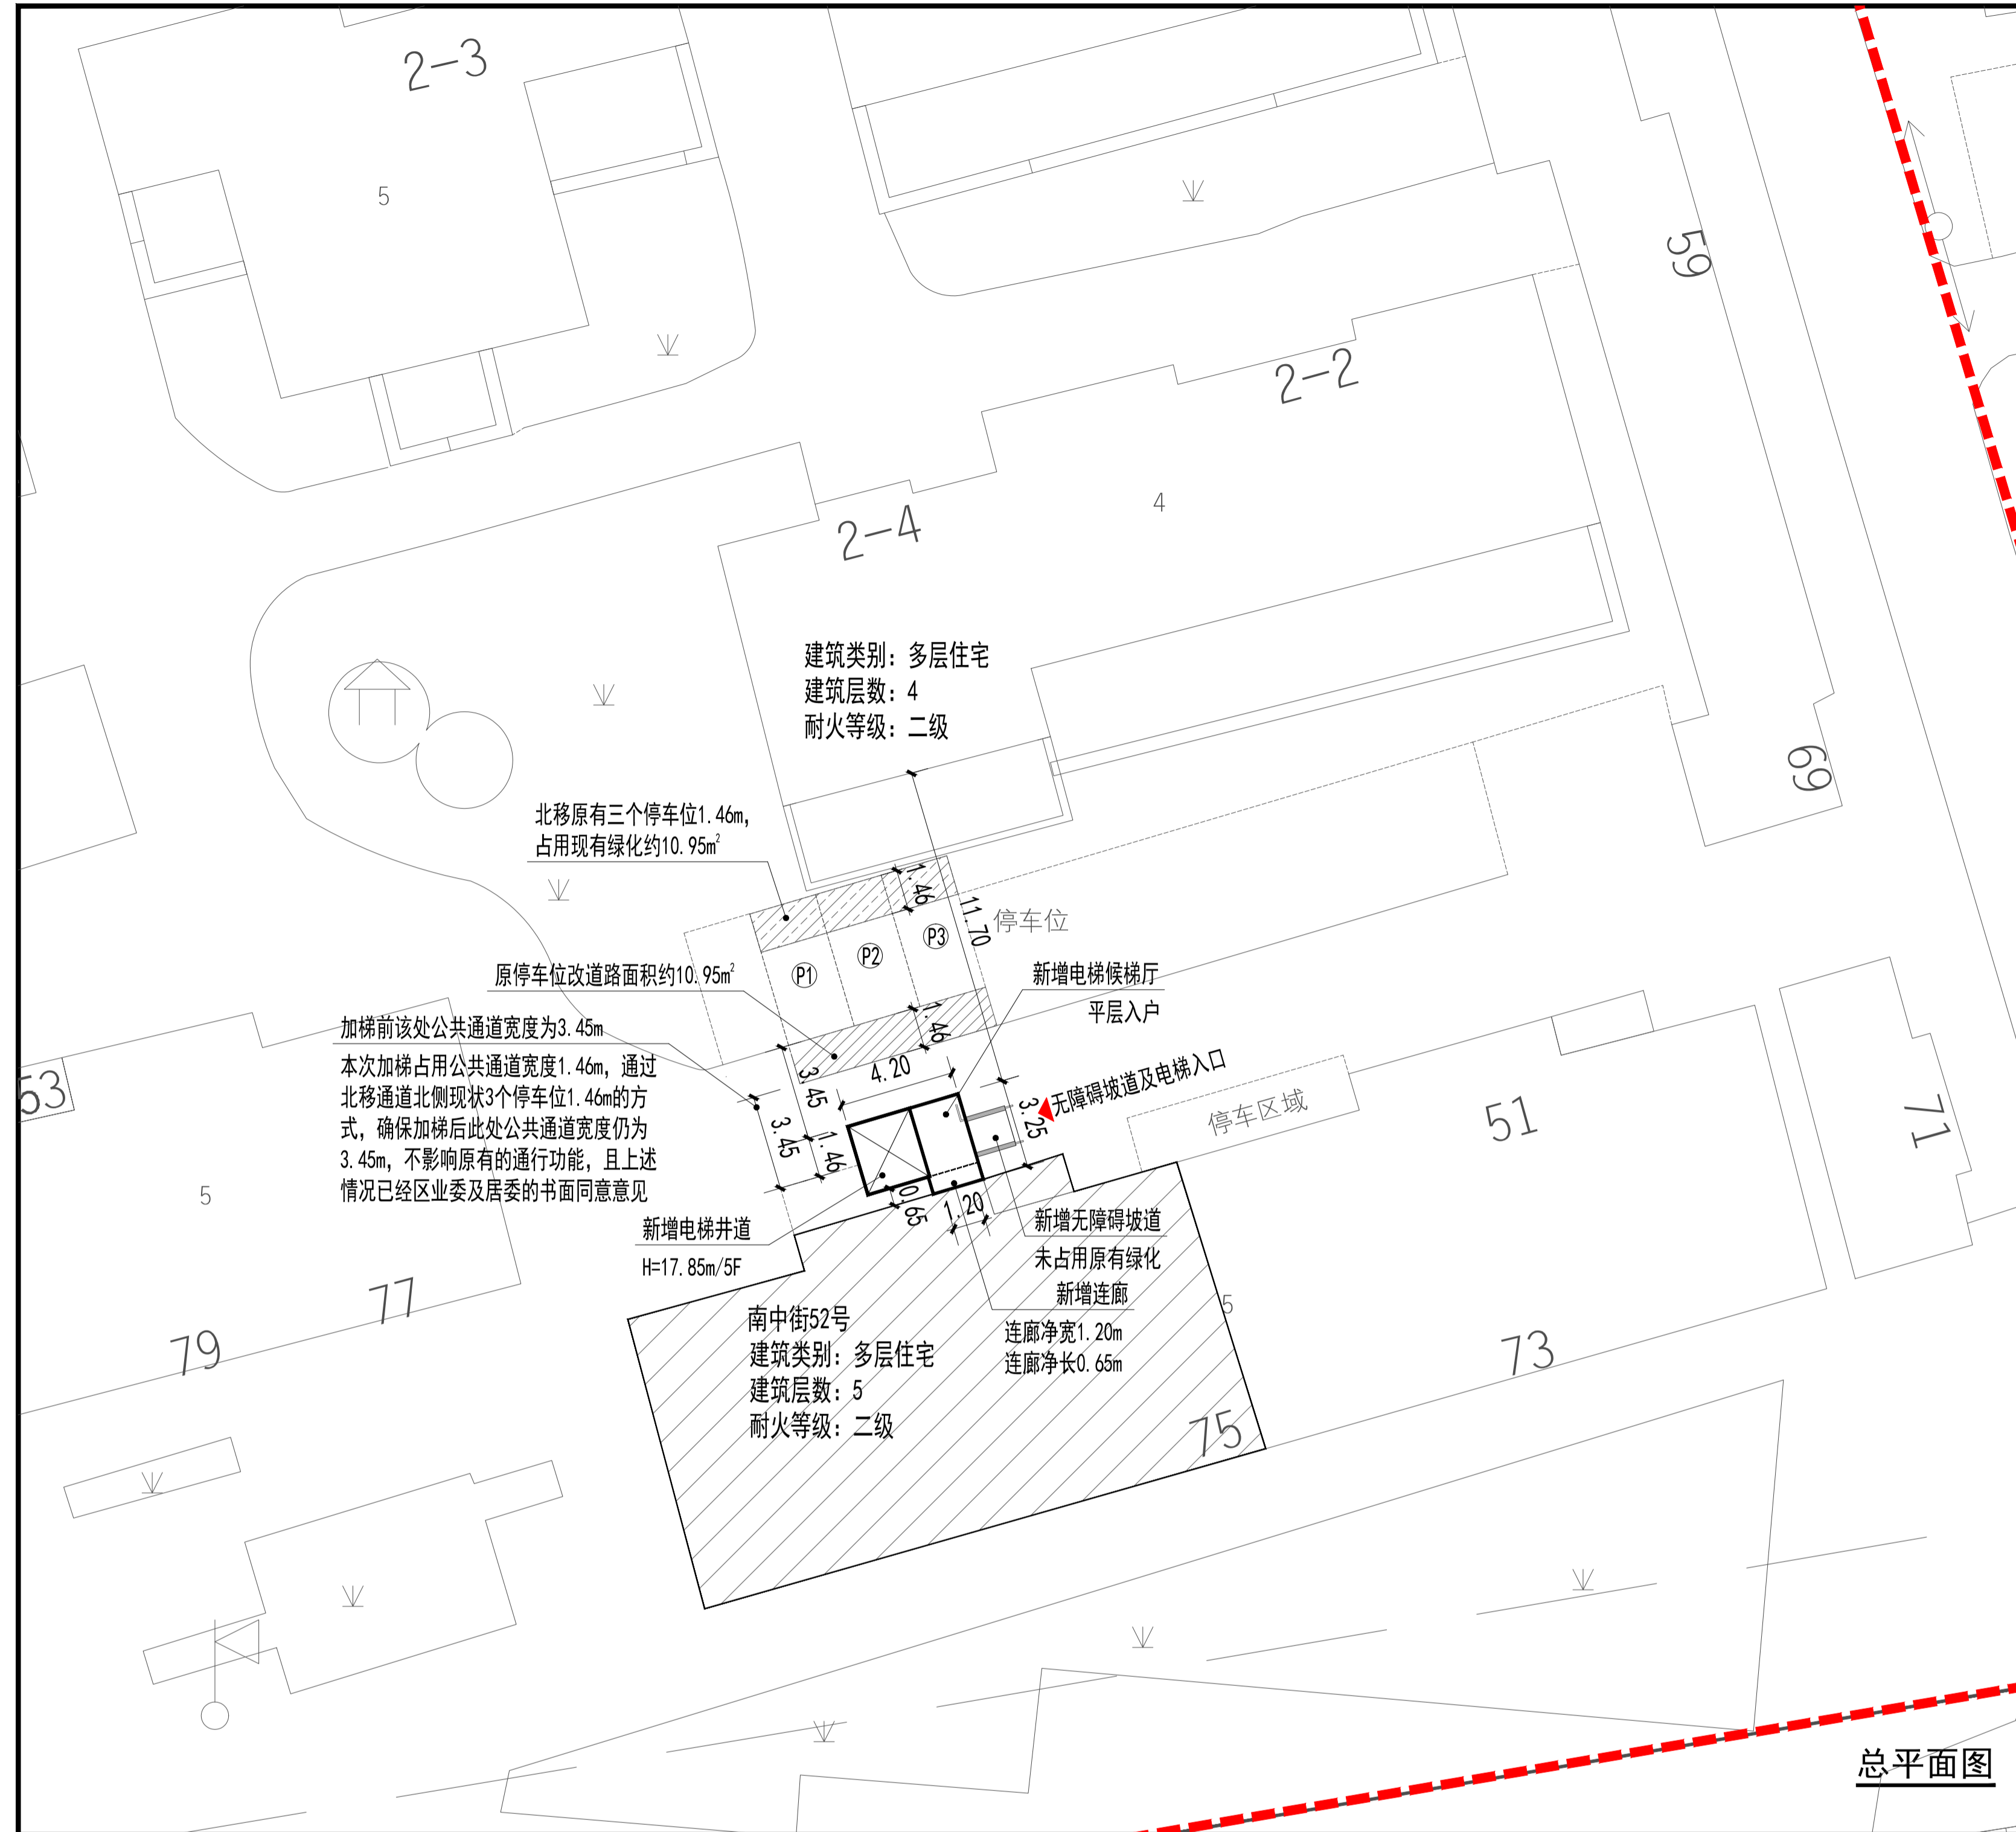 2-3
5
59
2-2
4
2-4
建筑类别：多层住宅
建筑层数：4
耐火等级：二级
69
北移原有三个停车位1.46m，
占用现有绿化约10.95m²
1.46
11.70
停车位
P1
P2
P3
原停车位改道路面积约10.95m²
新增电梯候梯厅
平层入户
1.46
加梯前该处公共通道宽度为3.45m
本次加梯占用公共通道宽度1.46m，通过
北移通道北侧现状3个停车位1.46m的方
式，确保加梯后此处公共通道宽度仍为
3.45m，不影响原有的通行功能，且上述
情况已经区业委及居委的书面同意意见
3.45
4.20
3.45
1.46
3.25
无障碍坡道及电梯入口
停车区域
53
51
71
5
0.65
1.20
新增电梯井道
H=17.85m/5F
新增无障碍坡道
未占用原有绿化
新增连廊
连廊净宽1.20m
连廊净长0.65m
5
77
79
南中街52号
建筑类别：多层住宅
建筑层数：5
耐火等级：二级
73
75
总平面图